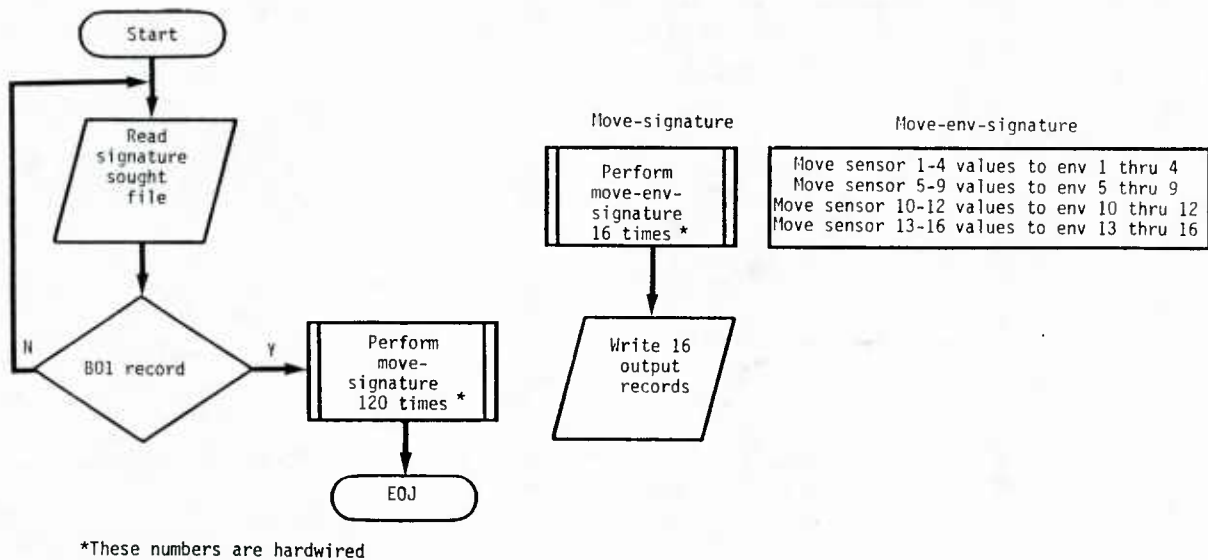 Start
Read
signature
sought
file
B01 record
N
Y
Perform
move-
signature
120 times *
EOJ
*These numbers are hardwired
Move-signature
Perform
move-env-
signature
16 times *
Write 16
output
records
Move-env-signature
Move sensor 1-4 values to env 1 thru 4
Move sensor 5-9 values to env 5 thru 9
Move sensor 10-12 values to env 10 thru 12
Move sensor 13-16 values to env 13 thru 16